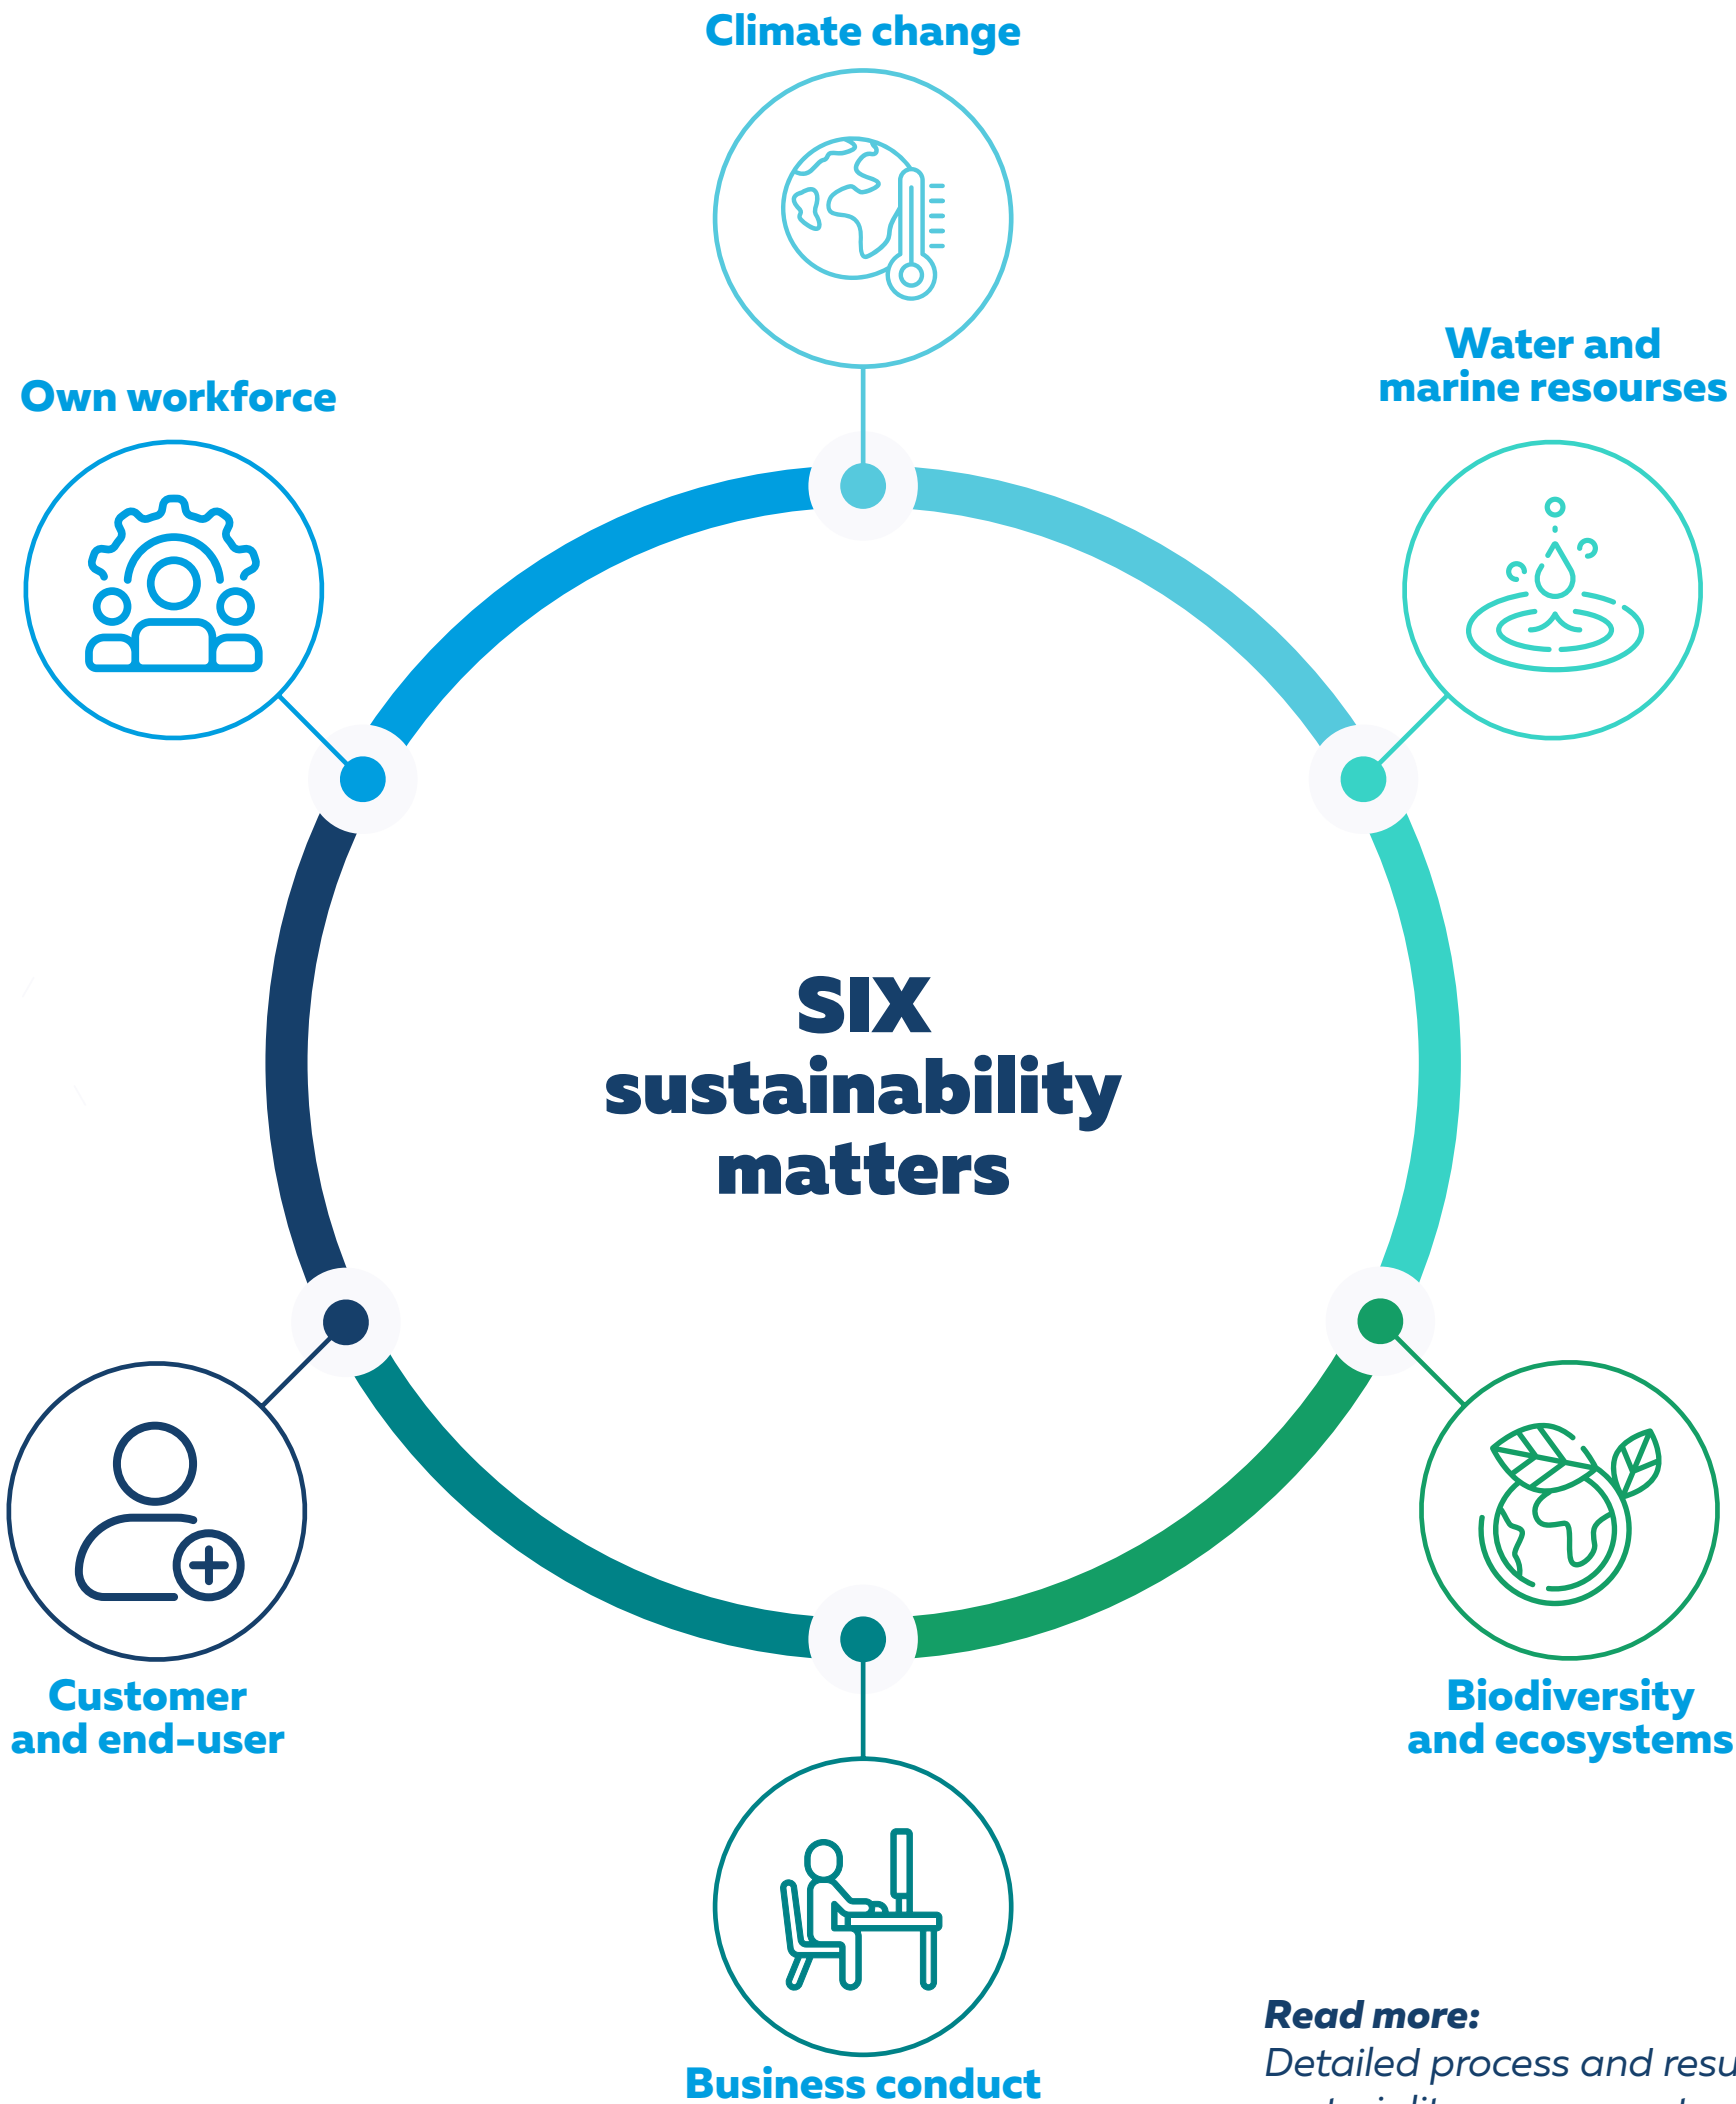 Climate change
Water and
marine resourses
Own workforce
SIX
sustainability
matters
Customer
and end-user
Biodiversity
and ecosystems
Business conduct
Read more:
Detailed process and